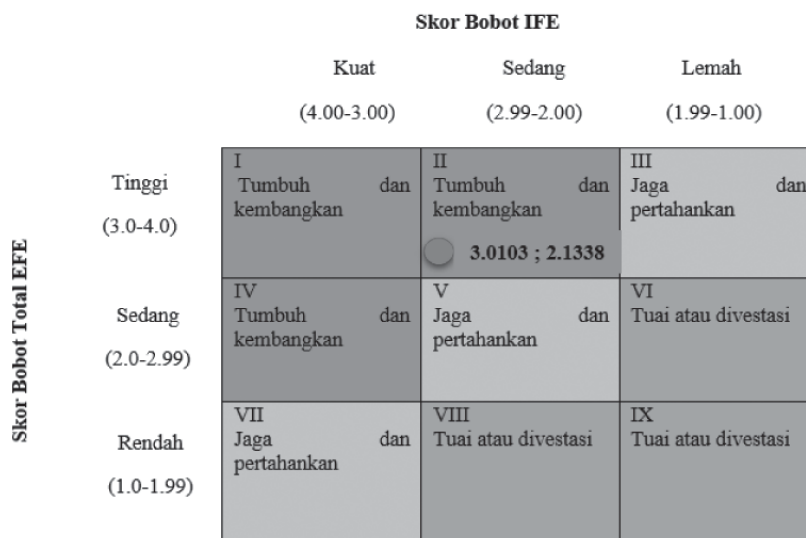 Skor Bobot IFE
Kuat Sedang Lemah
(4.00-3.00) (2.99-2.00) (1.99-1.00)
Skor Bobot Total EFE
Tinggi
(3.0-4.0)
I
Tumbuh dan
kembangkan
II
Tumbuh dan
kembangkan
3.0103 ; 2.1338
III
Jaga dan
pertahankan
Sedang
(2.0-2.99)
IV
Tumbuh dan
kembangkan
V
Jaga dan
pertahankan
VI
Tuai atau divestasi
Rendah
(1.0-1.99)
VII
Jaga dan
pertahankan
VIII
Tuai atau divestasi
IX
Tuai atau divestasi